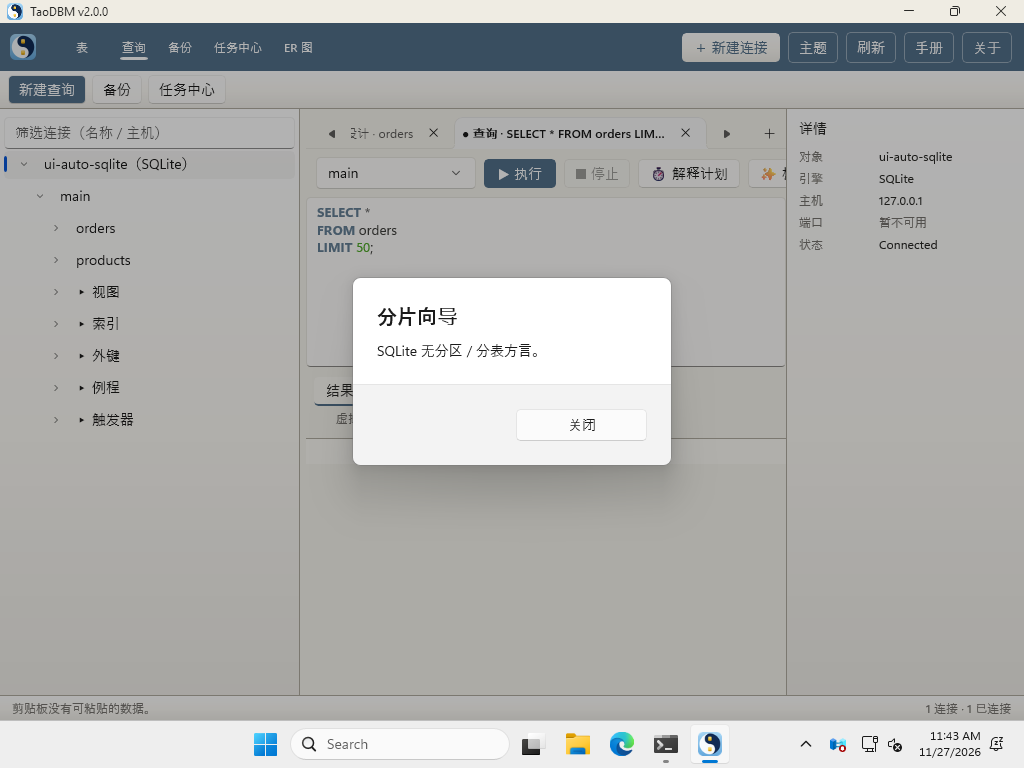 TaoDBM v2.0.0
表
查询
备份
任务中心
ER 图
＋ 新建连接
主题
刷新
手册
关于
新建查询
备份
任务中心
筛选连接（名称 / 主机）
ui-auto-sqlite（SQLite）
main
orders
products
视图
索引
外键
例程
触发器
设计 · orders
● 查询 · SELECT * FROM orders LIM...
main
执行
停止
解释计划
SELECT *
FROM orders
LIMIT 50;
结果
分片向导
SQLite 无分区 / 分表方言。
关闭
详情
对象 ui-auto-sqlite
引擎 SQLite
主机 127.0.0.1
端口 暂不可用
状态 Connected
剪贴板没有可粘贴的数据。
1 连接 · 1 已连接
Search
11:43 AM
11/27/2026